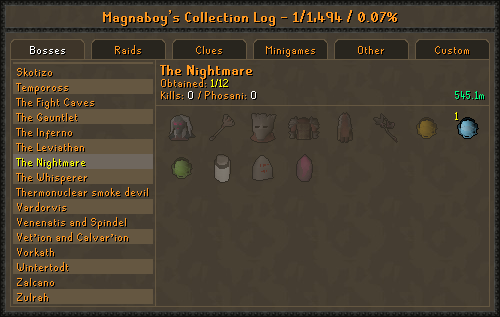 Magnaboy's Collection Log - 1/1,494 / 0.07%
Bosses Raids Clues Minigames Other Custom
Skotizo
Tempoross
The Fight Caves
The Gauntlet
The Inferno
The Leviathan
The Nightmare
The Whisperer
Thermonuclear smoke devil
Vardorvis
Venenatis and Spindel
Vet'ion and Calvar'ion
Vorkath
Wintertodt
Zalcano
Zulrah
The Nightmare
Obtained: 1/12
Kills: 0 / Phosani: 0
545.1m
1